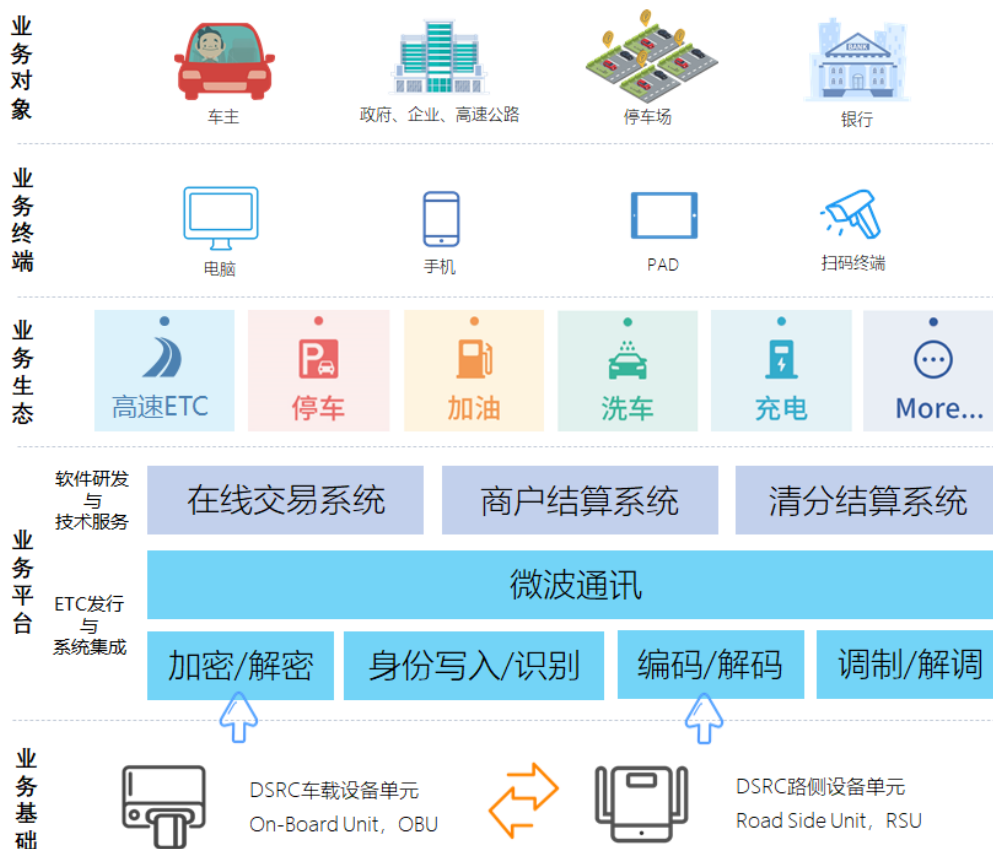 业务对象
BANK
车主
政府、企业、高速公路
停车场
银行
业务终端
电脑
手机
PAD
扫码终端
业务生态
P
高速ETC
停车
加油
洗车
充电
More...
业务平台
软件研发
与
技术服务
在线交易系统
商户结算系统
清分结算系统
ETC发行
与
系统集成
微波通讯
加密/解密
身份写入/识别
编码/解码
调制/解调
业务基础
DSRC车载设备单元
On-Board Unit，OBU
DSRC路侧设备单元
Road Side Unit，RSU